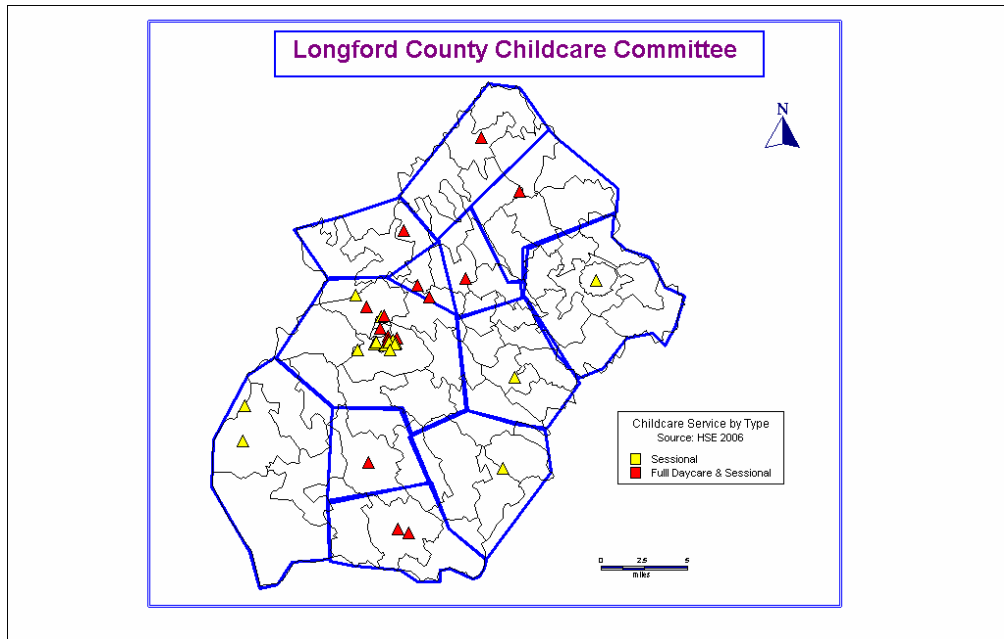 Longford County Childcare Committee
N
Childcare Service by Type
Source: HSE 2006
Sessional
Full Daycare & Sessional
0 2.5 5
miles